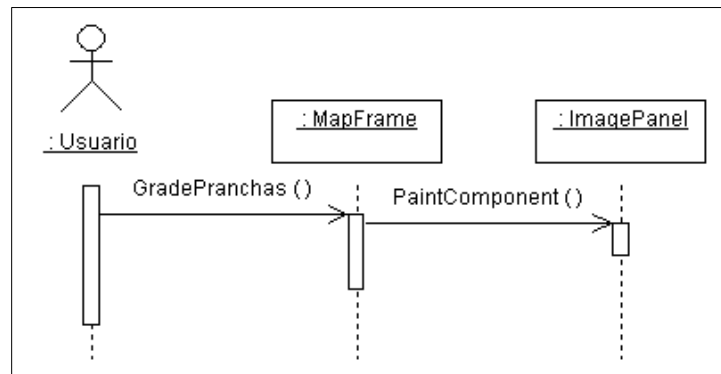 : Usuario
: MapFrame
: ImagePanel
GradePranchas ( )
PaintComponent ( )